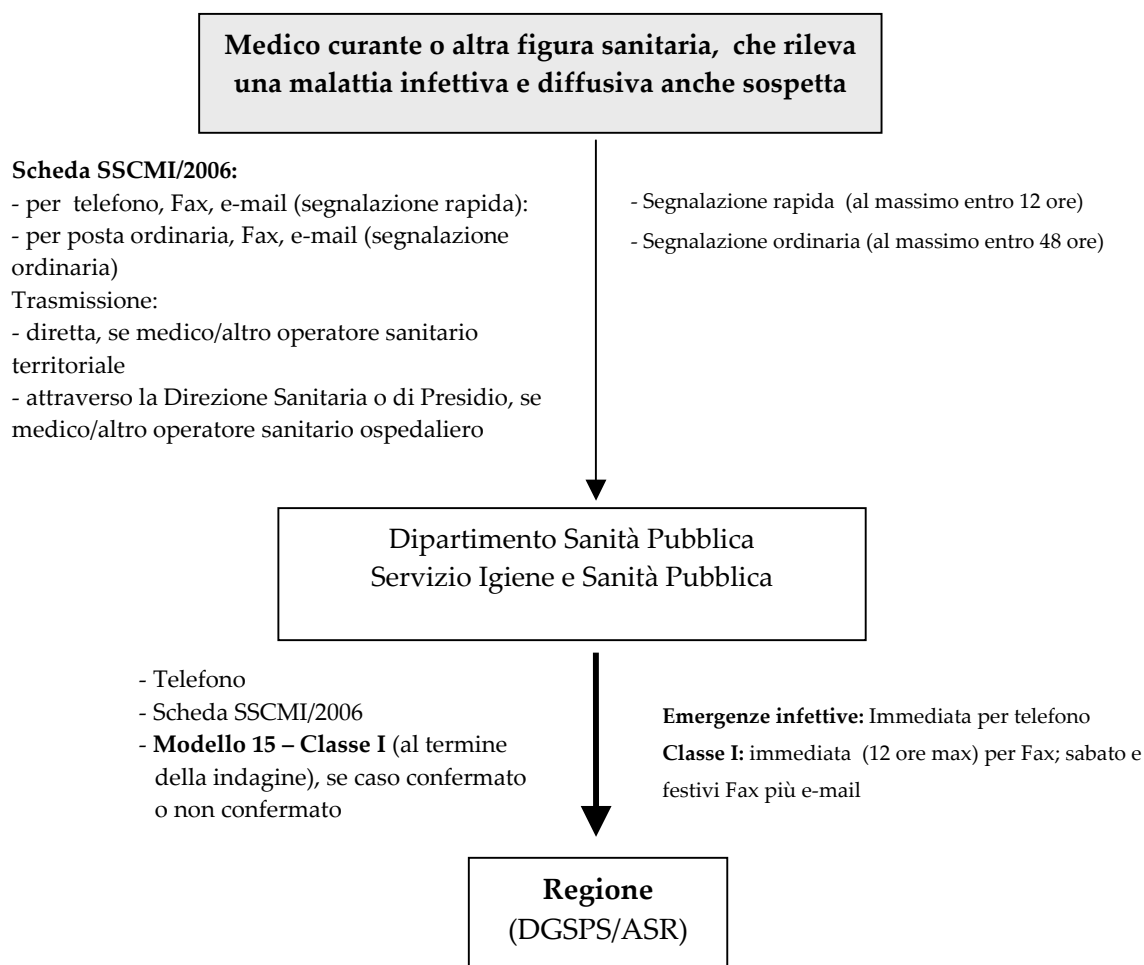 Medico curante o altra figura sanitaria, che rileva
una malattia infettiva e diffusiva anche sospetta
Scheda SSCMI/2006:
- per telefono, Fax, e-mail (segnalazione rapida):
- per posta ordinaria, Fax, e-mail (segnalazione
ordinaria)
Trasmissione:
- diretta, se medico/altro operatore sanitario
territoriale
- attraverso la Direzione Sanitaria o di Presidio, se
medico/altro operatore sanitario ospedaliero
- Segnalazione rapida (al massimo entro 12 ore)
- Segnalazione ordinaria (al massimo entro 48 ore)
Dipartimento Sanità Pubblica
Servizio Igiene e Sanità Pubblica
- Telefono
- Scheda SSCMI/2006
- Modello 15 – Classe I (al termine
della indagine), se caso confermato
o non confermato
Emergenze infettive: Immediata per telefono
Classe I: immediata (12 ore max) per Fax; sabato e
festivi Fax più e-mail
Regione
(DGSPS/ASR)